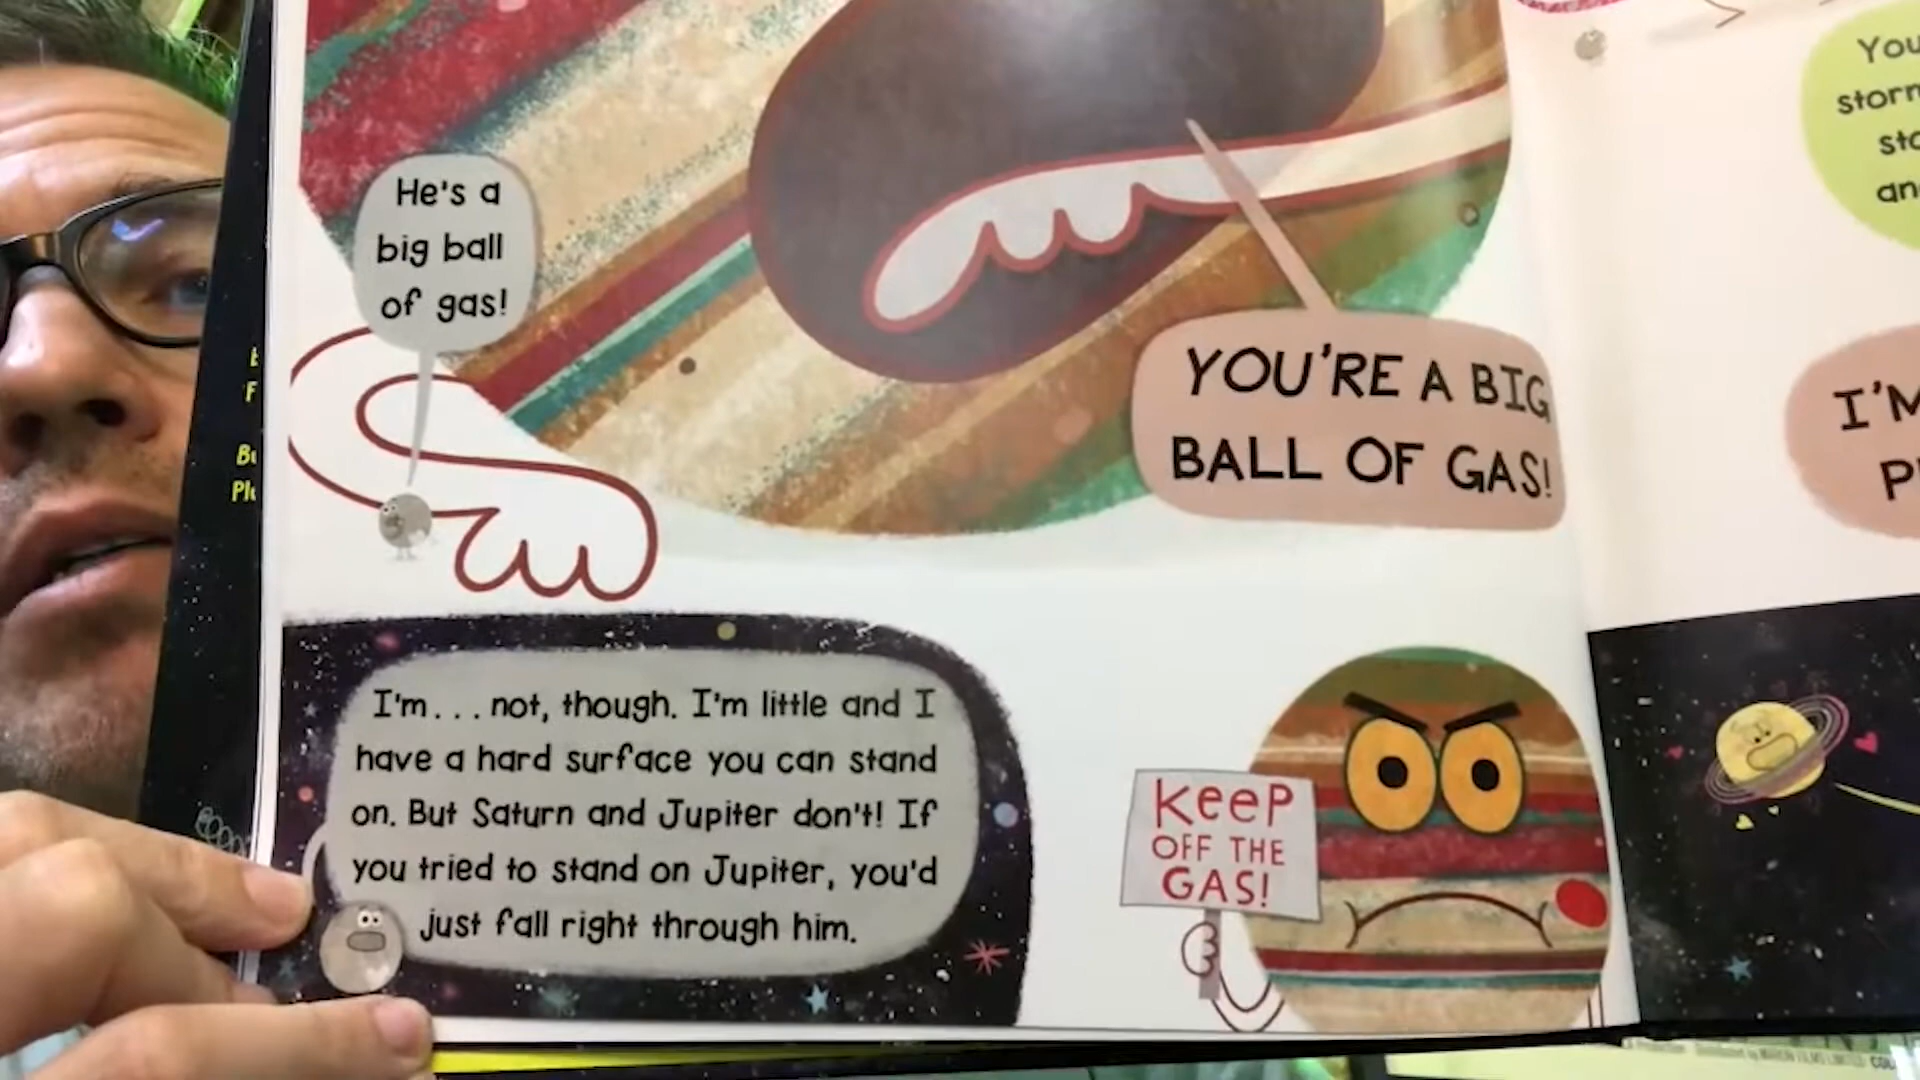 He's a
big ball
of gas!
YOU'RE A BIG
BALL OF GAS!
I'm... not, though. I'm little and I
have a hard surface you can stand
on. But Saturn and Jupiter don't! If
you tried to stand on Jupiter, you'd
just fall right through him.
KeeP
OFF THE
GAS!
You
I'M